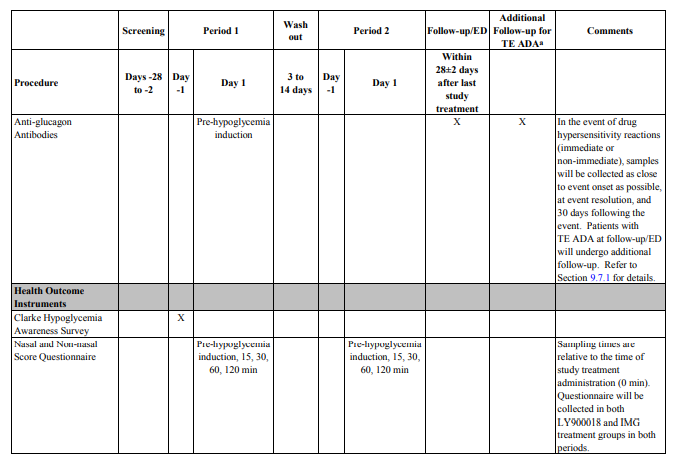 Screening
Period 1
Wash
out
Period 2
Follow-up/ED
Additional
Follow-up for
TE ADAa
Comments
Procedure
Days -28
to -2
Day
-1
Day 1
3 to
14 days
Day
-1
Day 1
Within
28±2 days
after last
study
treatment
Anti-glucagon
Antibodies
Pre-hypoglycemia
induction
X
X
In the event of drug
hypersensitivity reactions
(immediate or
non-immediate), samples
will be collected as close
to event onset as possible,
at event resolution, and
30 days following the
event. Patients with
TE ADA at follow-up/ED
will undergo additional
follow-up. Refer to
Section 9.7.1 for details.
Health Outcome
Instruments
Clarke Hypoglycemia
Awareness Survey
X
Nasal and Non-nasal
Score Questionnaire
Pre-hypoglycemia
induction, 15, 30,
60, 120 min
Pre-hypoglycemia
induction, 15, 30,
60, 120 min
Sampling times are
relative to the time of
study treatment
administration (0 min).
Questionnaire will be
collected in both
LY900018 and IMG
treatment groups in both
periods.